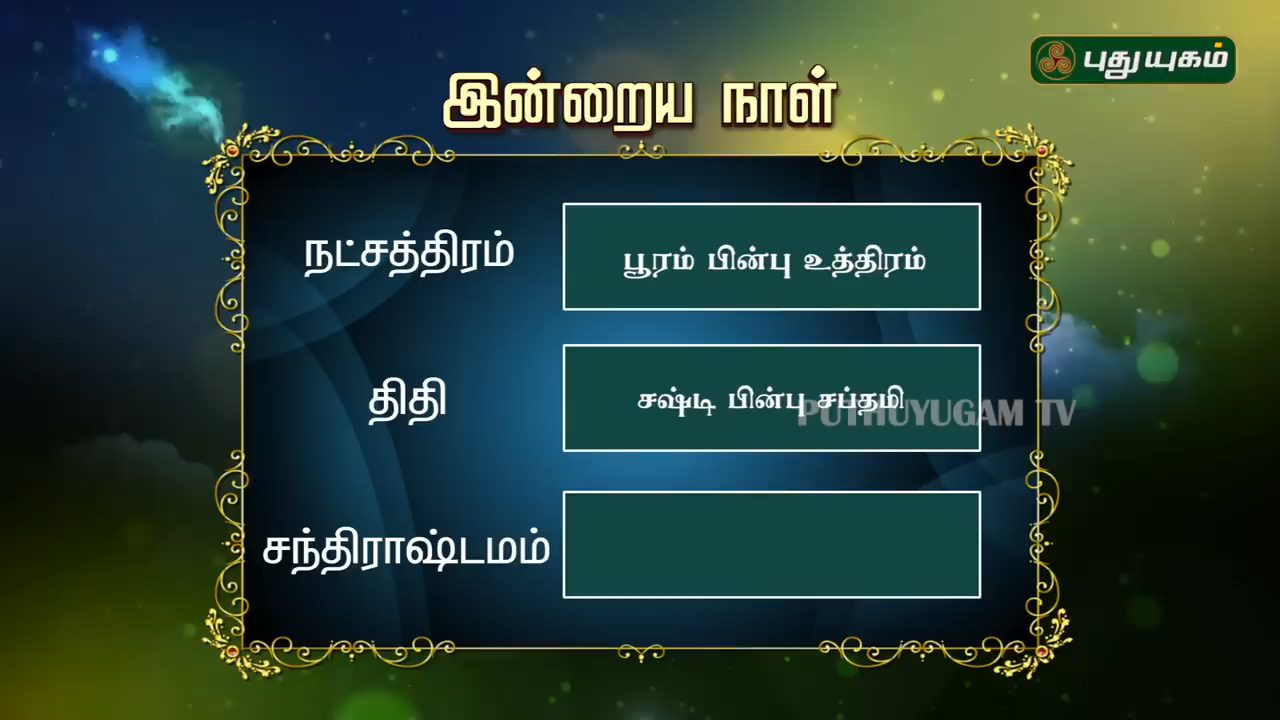 புதுயுகம்
இன்றைய நாள்
நட்சத்திரம்
பூரம் பின்பு உத்திரம்
திதி
சஷ்டி பின்பு சப்தமி
PUTHUYUGAM TV
சந்திராஷ்டமம்